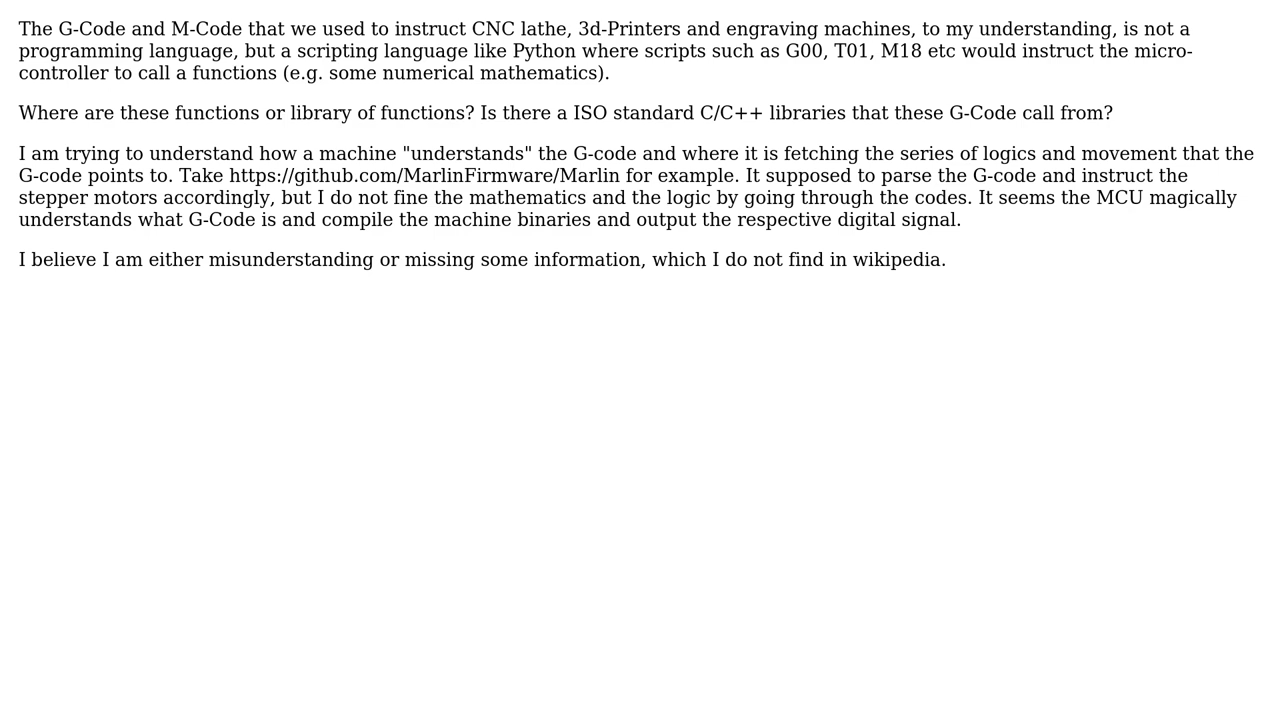 The G-Code and M-Code that we used to instruct CNC lathe, 3d-Printers and engraving machines, to my understanding, is not a
programming language, but a scripting language like Python where scripts such as G00, T01, M18 etc would instruct the micro-
controller to call a functions (e.g. some numerical mathematics).
Where are these functions or library of functions? Is there a ISO standard C/C++ libraries that these G-Code call from?
I am trying to understand how a machine "understands" the G-code and where it is fetching the series of logics and movement that the
G-code points to. Take https://github.com/MarlinFirmware/Marlin for example. It supposed to parse the G-code and instruct the
stepper motors accordingly, but I do not fine the mathematics and the logic by going through the codes. It seems the MCU magically
understands what G-Code is and compile the machine binaries and output the respective digital signal.
I believe I am either misunderstanding or missing some information, which I do not find in wikipedia.